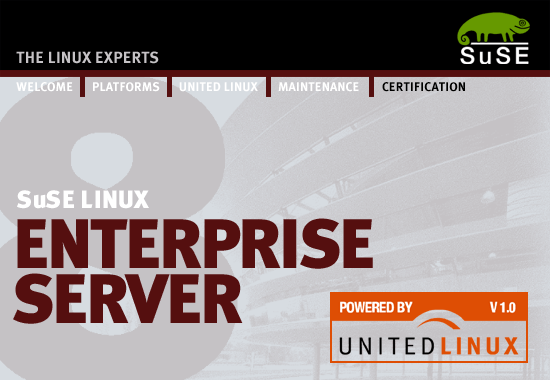 SuSE
THE LINUX EXPERTS
WELCOME PLATFORMS UNITED LINUX MAINTENANCE CERTIFICATION
8
SuSE LINUX
ENTERPRISE
SERVER
POWERED BY V 1.0
UNITEDLINUX